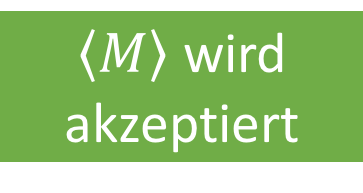 ⟨𝑀⟩ wird
akzeptiert